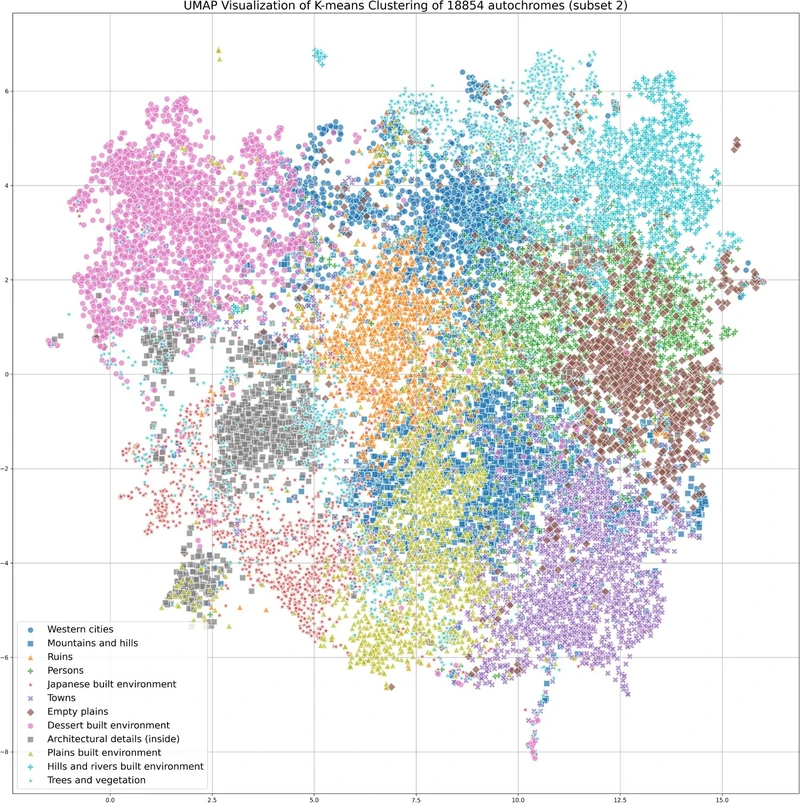 UMAP Visualization of K-means Clustering of 18854 autochromes (subset 2)
6
4
2
0
−2
−4
−6
−8
Western cities
Mountains and hills
Ruins
Persons
Japanese built environment
Towns
Empty plains
Dessert built environment
Architectural details (inside)
Plains built environment
Hills and rivers built environment
Trees and vegetation
0.0 2.5 5.0 7.5 10.0 12.5 15.0